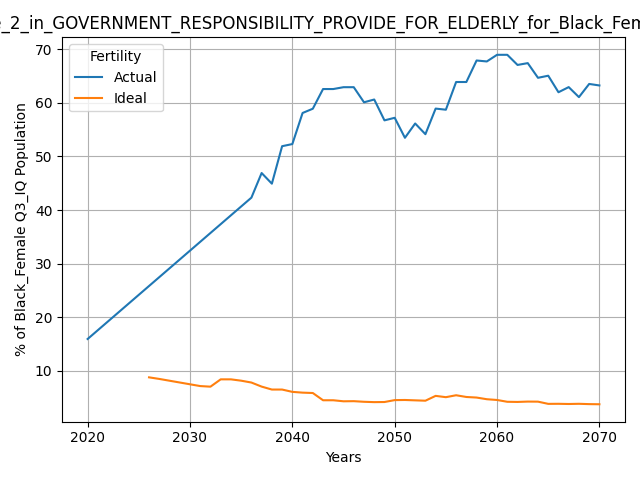 _2_in_GOVERNMENT_RESPONSIBILITY_PROVIDE_FOR_ELDERLY_for_Black_Fem
Fertility
Actual
Ideal
% of Black_Female Q3_IQ Population
70
60
50
40
30
20
10
2020 2030 2040 2050 2060 2070
Years